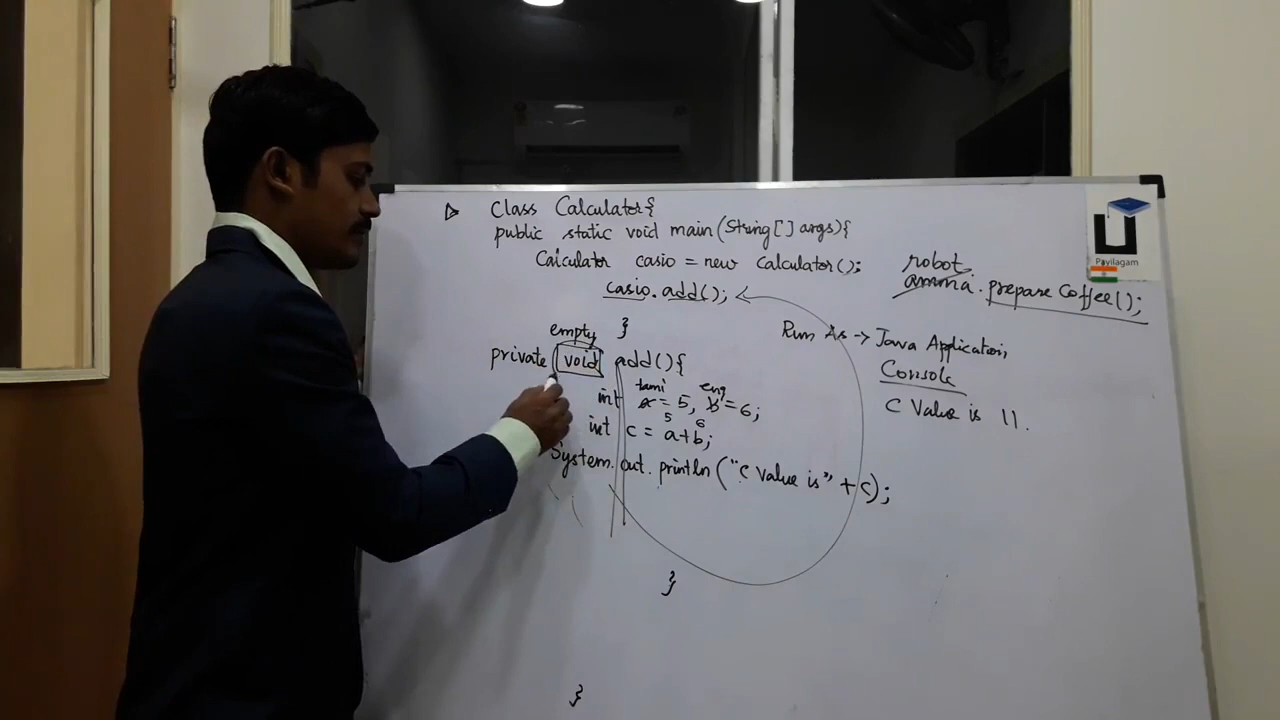 Class Calculator{
public static void main(String[] args){
Calculator casio = new Calculator();
casio.add();
}
empty
private void add(){
tami eng
int a = 5, b = 6;
5 6
int c = a+b;
System.out.println("C Value is" + c);
}
}
robot
amma.prepare Coffee();
Run As -> Java Application
Console
C Value is 11.
U
Payilagam